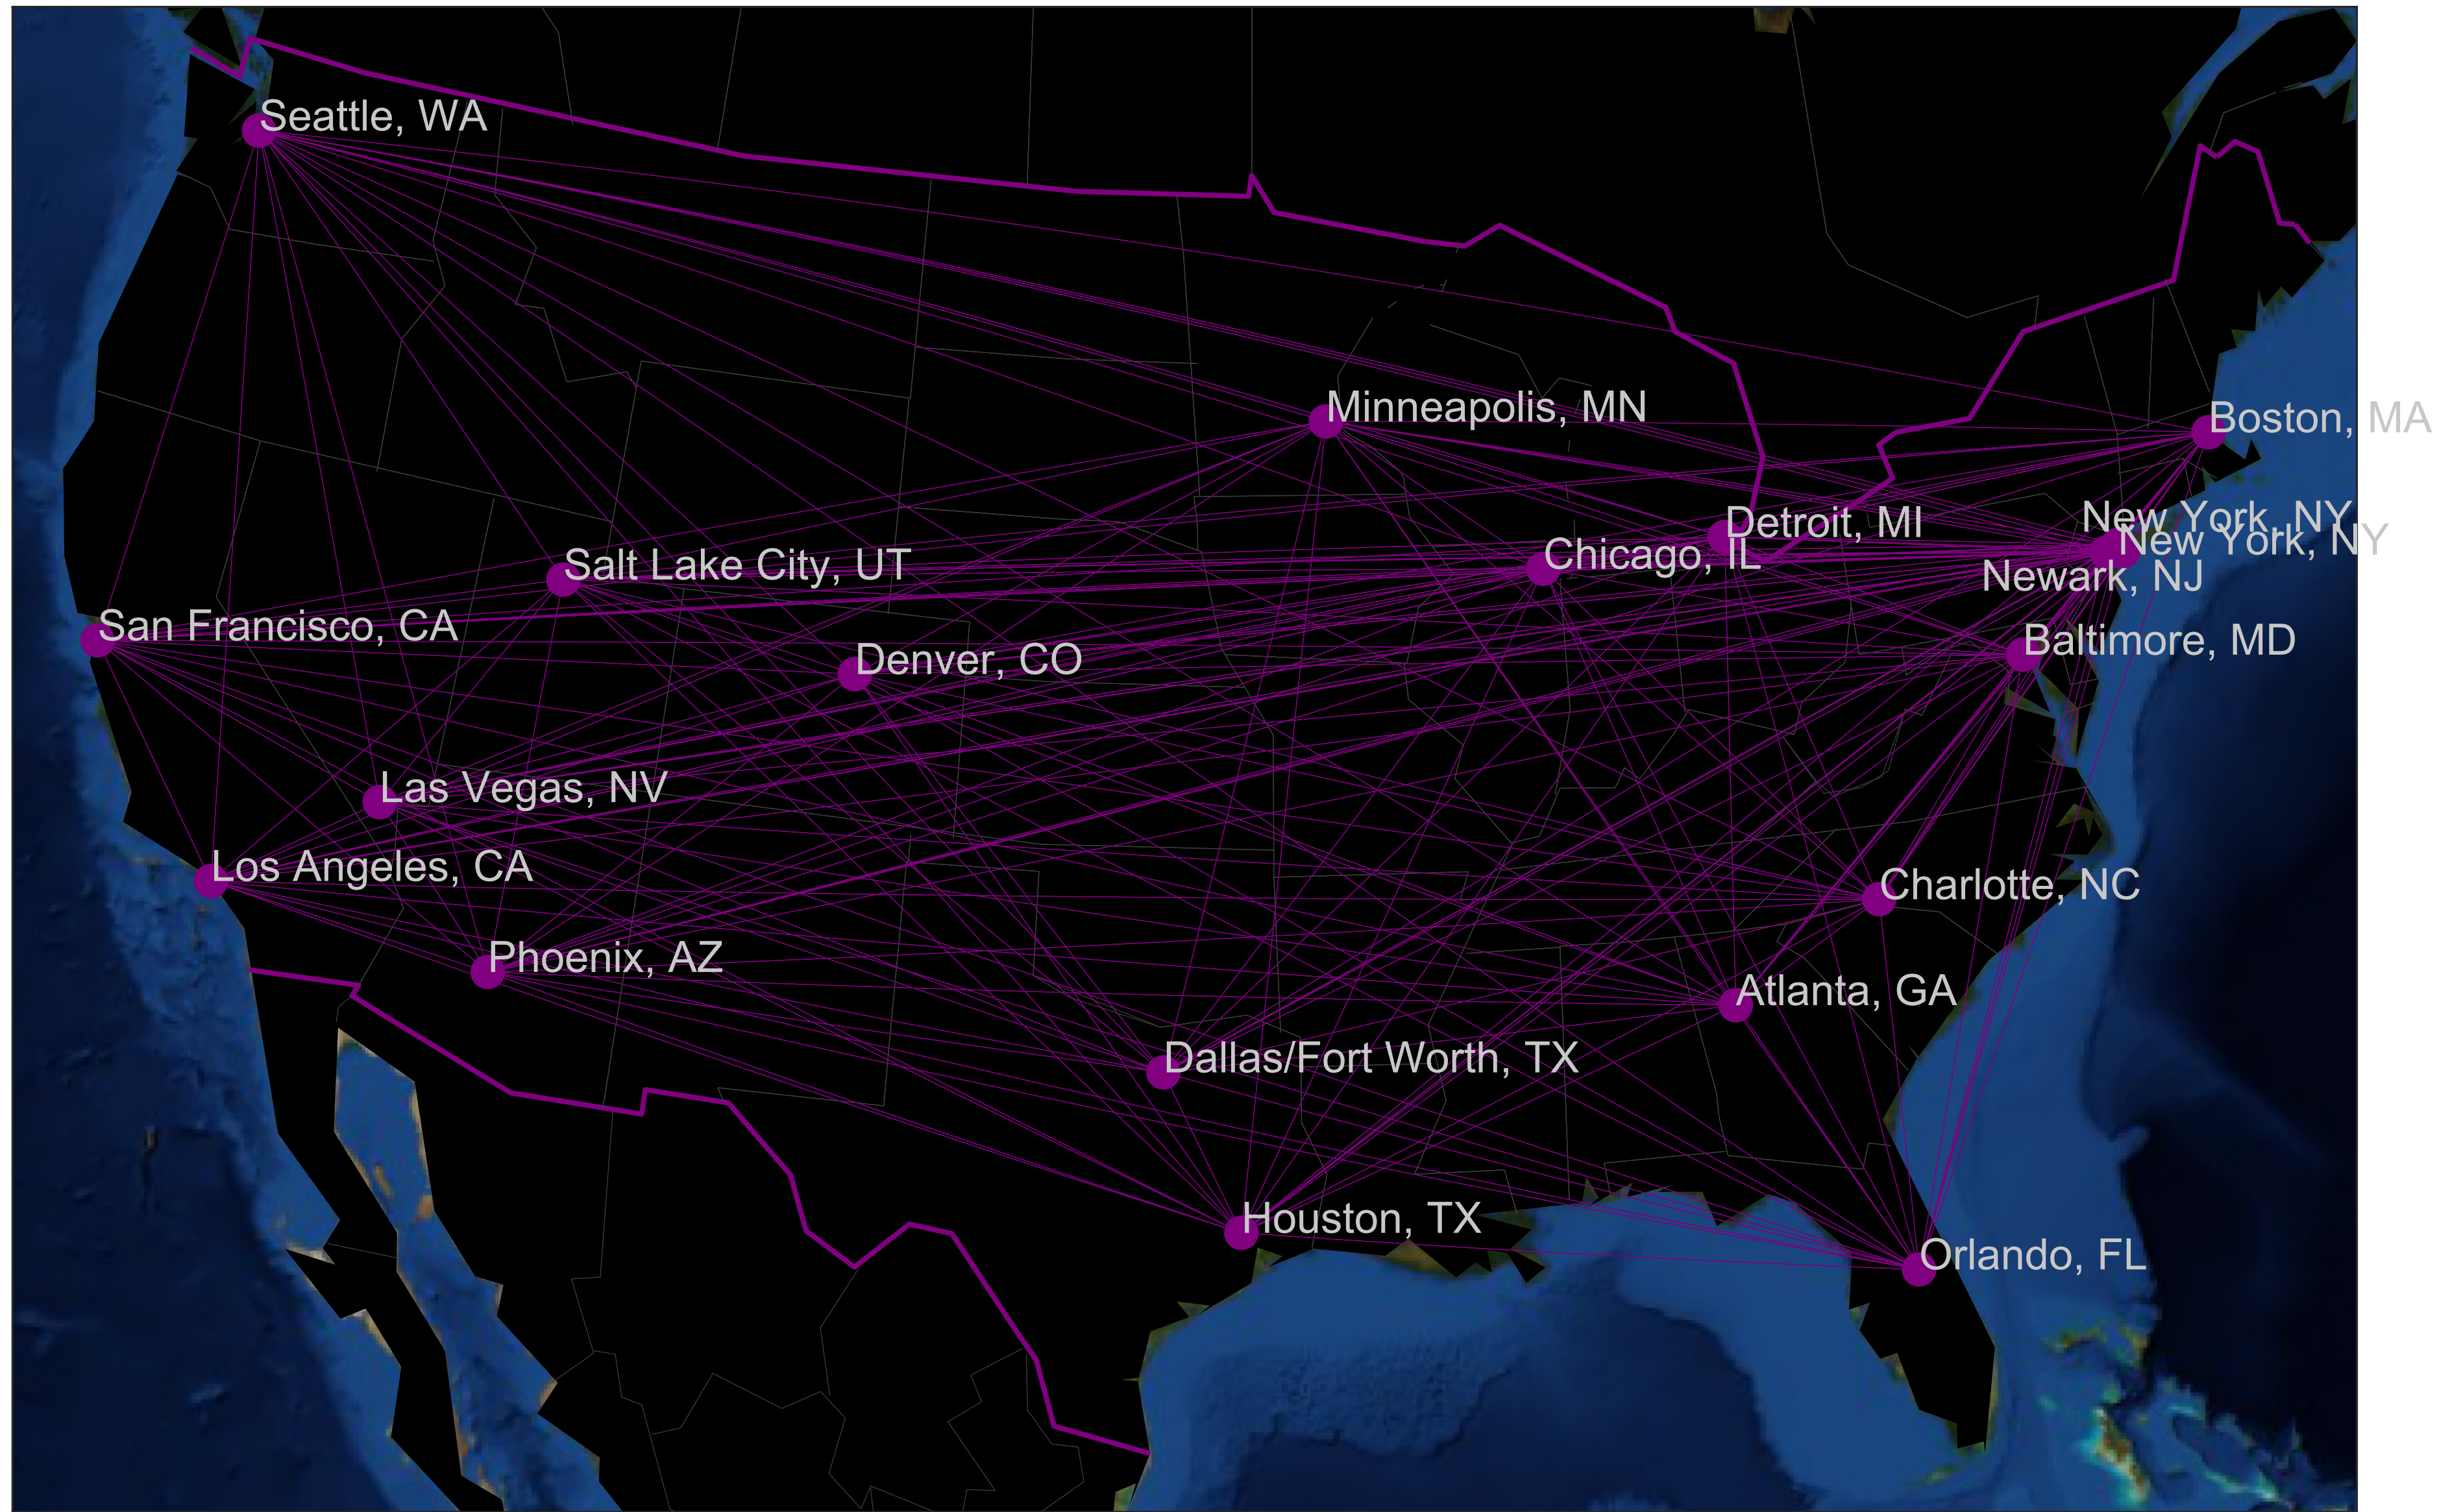 Seattle, WA
Minneapolis, MN
Boston, MA
New York, NY
Detroit, MI
New York, NY
Chicago, IL
Salt Lake City, UT
Newark, NJ
San Francisco, CA
Baltimore, MD
Denver, CO
Las Vegas, NV
Los Angeles, CA
Charlotte, NC
Phoenix, AZ
Atlanta, GA
Dallas/Fort Worth, TX
Houston, TX
Orlando, FL